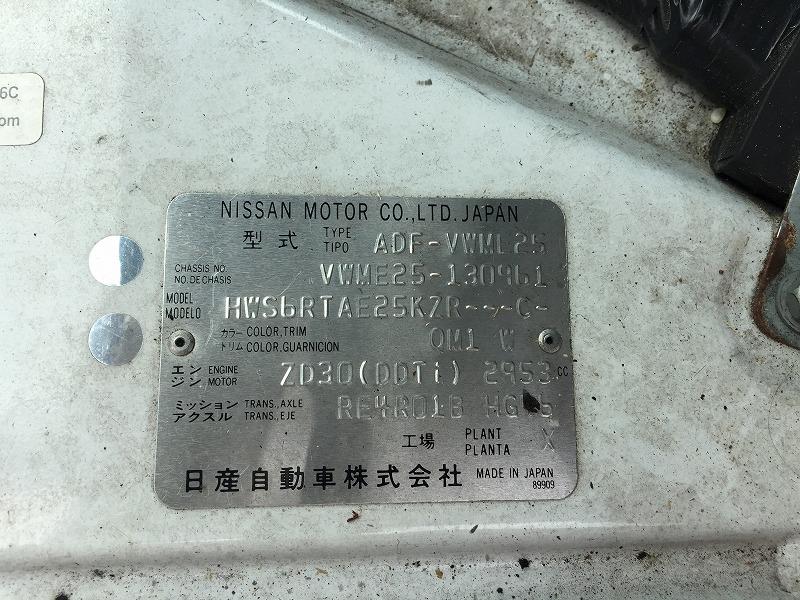 6C
om
NISSAN MOTOR CO.,LTD. JAPAN
型式 TYPE TIPO ADF-VWME25
CHASSIS NO. NO. DE CHASIS VWME25-130961
MODEL MODELO HWS6RTAE25KZR---C-
カラー COLOR,TRIM
トリム COLOR,GUARNICION QM1 W
エンジン ENGINE MOTOR ZD30(DDTi) 2953 CC
ミッション TRANS.,AXLE
アクスル TRANS.,EJE RE4R01B
工場 PLANT PLANTA X
日産自動車株式会社 MADE IN JAPAN
89909